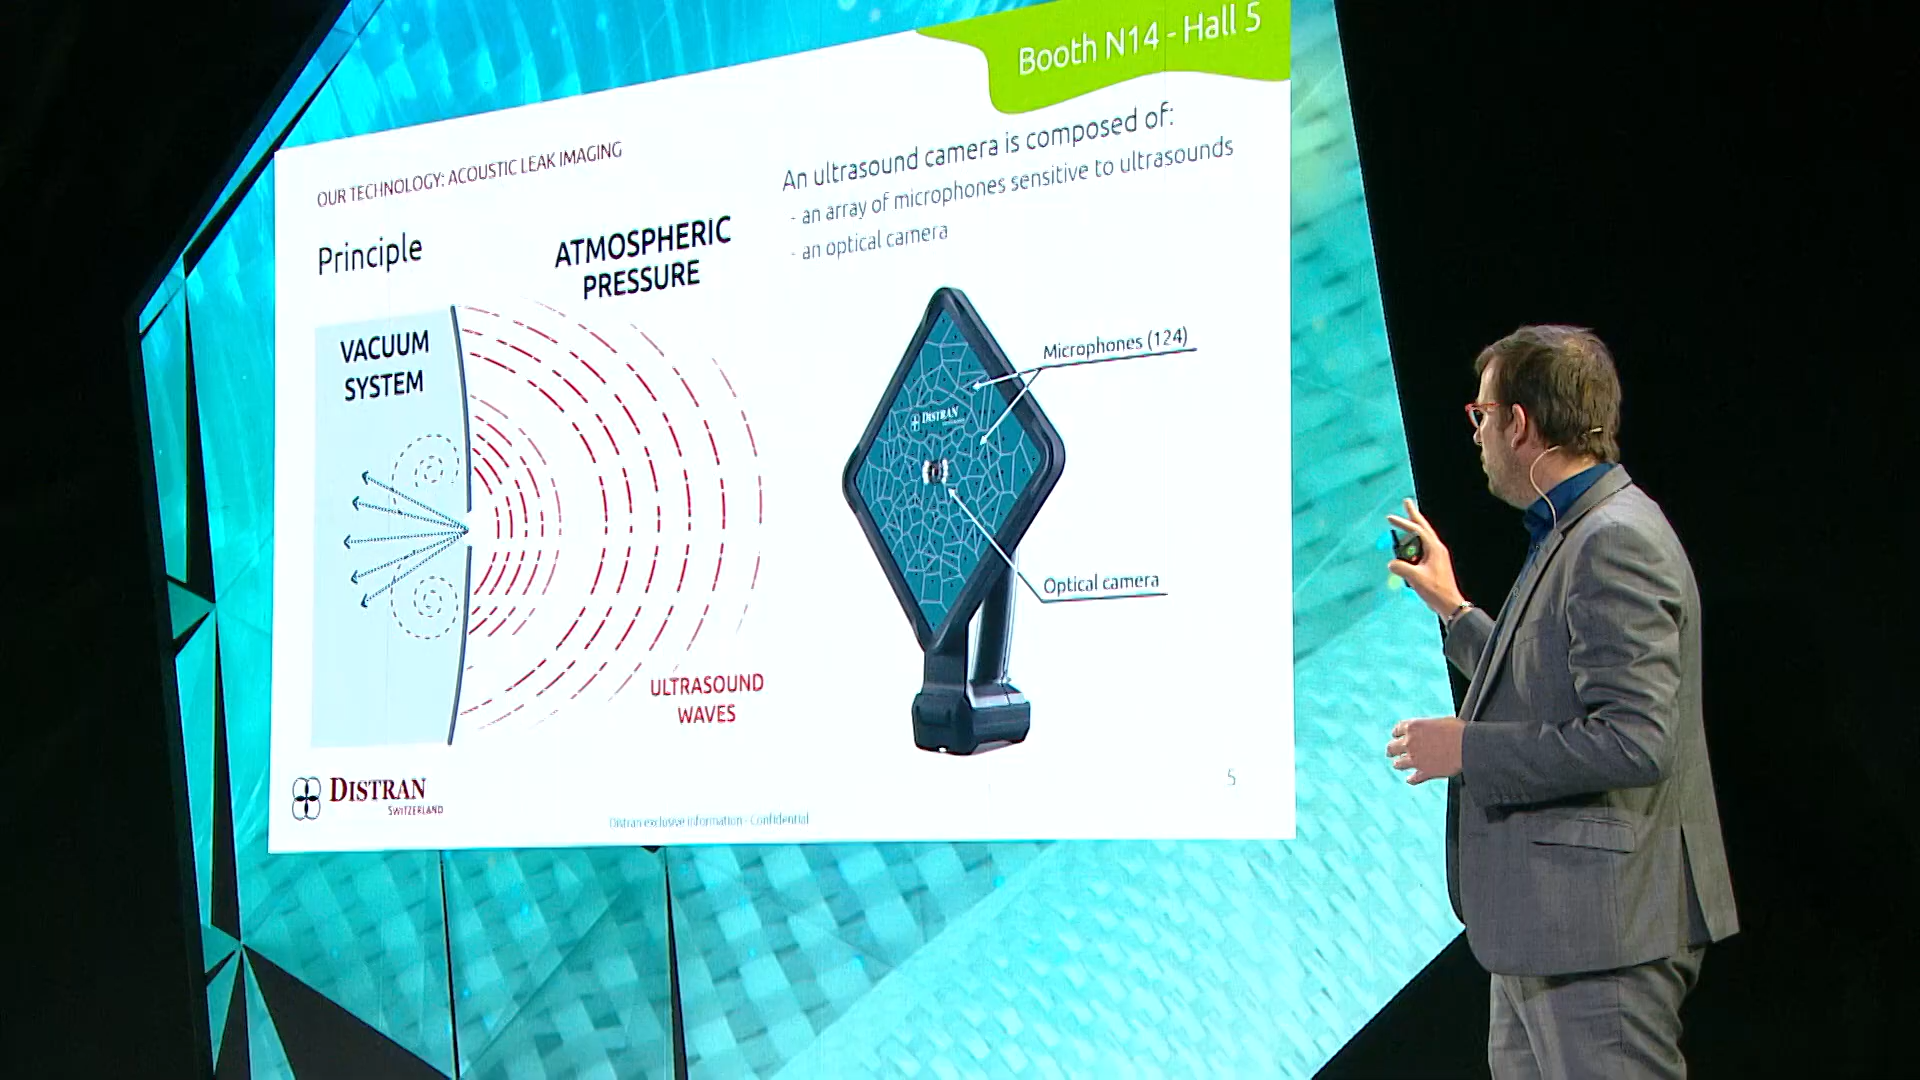 Booth N14 - Hall 5
OUR TECHNOLOGY: ACOUSTIC LEAK IMAGING
Principle
ATMOSPHERIC
PRESSURE
VACUUM
SYSTEM
ULTRASOUND
WAVES
An ultrasound camera is composed of:
- an array of microphones sensitive to ultrasounds
- an optical camera
Microphones (124)
DISTRAN
Optical camera
DISTRAN
SWITZERLAND
Distran exclusive information - Confidential
5